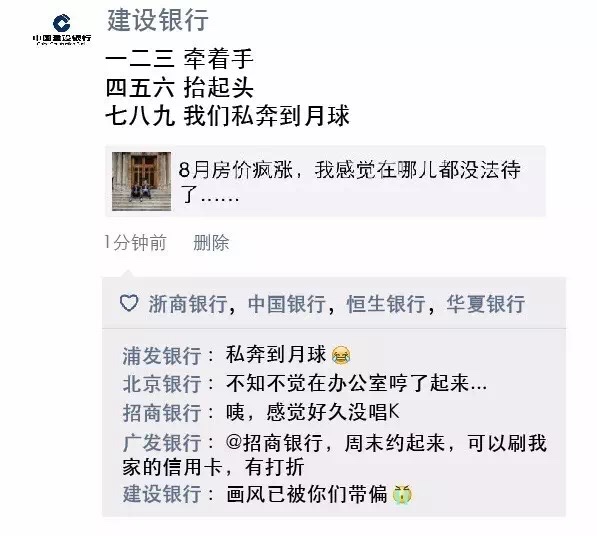 建设银行
中国建设银行
一二三 牵着手
四五六 抬起头
七八九 我们私奔到月球
8月房价疯涨，我感觉在哪儿都没法待
了……
1分钟前 删除
浙商银行，中国银行，恒生银行，华夏银行
浦发银行：私奔到月球😂
北京银行：不知不觉在办公室哼了起来...
招商银行：咦，感觉好久没唱K
广发银行：@招商银行，周末约起来，可以刷我
家的信用卡，有打折
建设银行：画风已被你们带偏